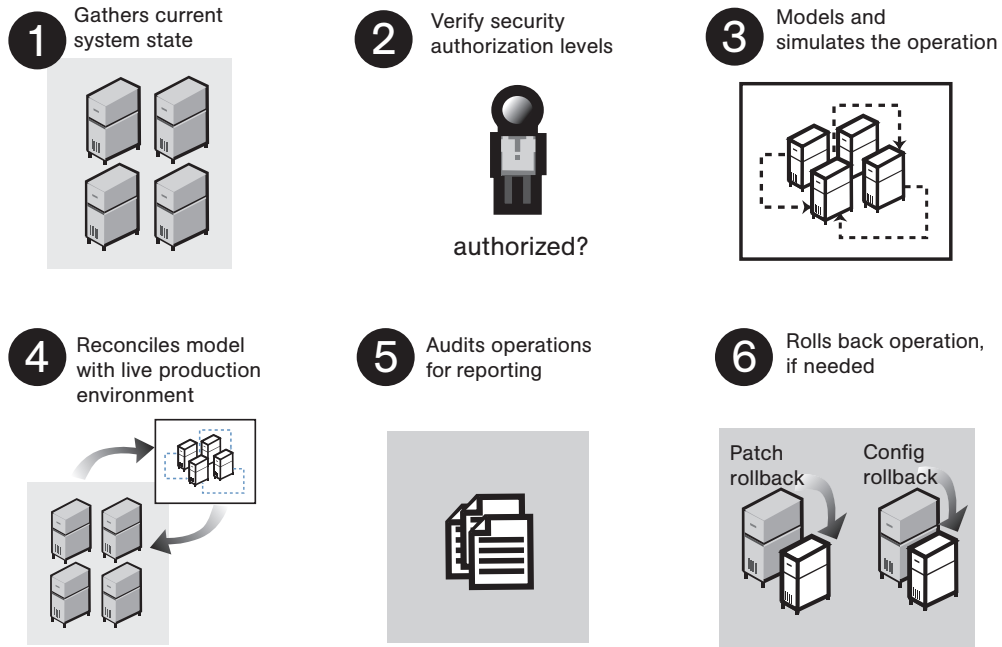 1
Gathers current
system state
2
Verify security
authorization levels
authorized?
3
Models and
simulates the operation
4
Reconciles model
with live production
environment
5
Audits operations
for reporting
6
Rolls back operation,
if needed
Patch
rollback
Config
rollback